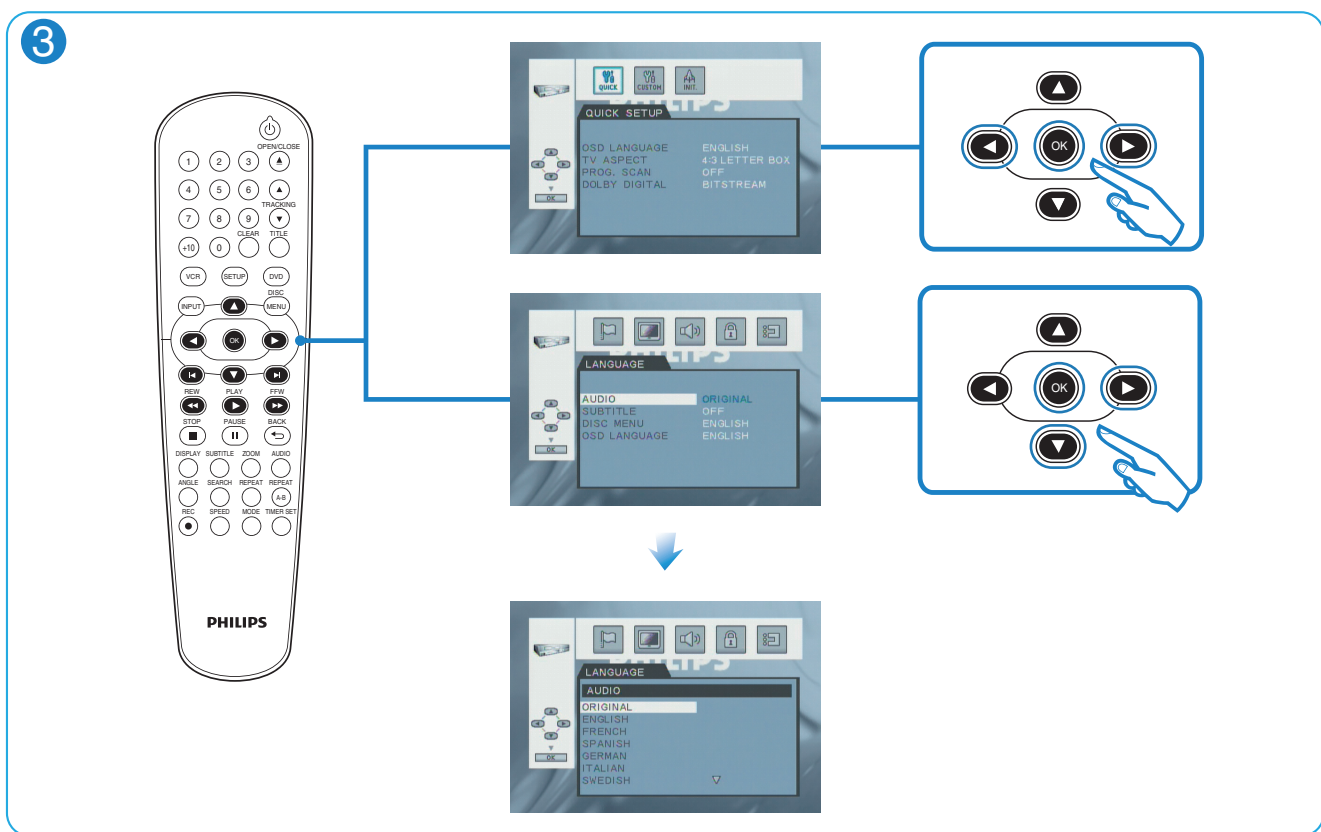 3
OPEN/CLOSE
1 2 3
4 5 6
TRACKING
7 8 9
CLEAR TITLE
+10 0
VCR SETUP DVD
DISC
INPUT MENU
OK
REW PLAY FFW
STOP PAUSE BACK
DISPLAY SUBTITLE ZOOM AUDIO
ANGLE SEARCH REPEAT REPEAT
A-B
REC SPEED MODE TIMER SET
PHILIPS
QUICK CUSTOM INIT.
PHILIPS
QUICK SETUP
OSD LANGUAGE ENGLISH
TV ASPECT 4:3 LETTER BOX
PROG. SCAN OFF
DOLBY DIGITAL BITSTREAM
OK
OK
PHILIPS
LANGUAGE
AUDIO ORIGINAL
SUBTITLE OFF
DISC MENU ENGLISH
OSD LANGUAGE ENGLISH
OK
OK
PHILIPS
LANGUAGE
AUDIO
ORIGINAL
ENGLISH
FRENCH
SPANISH
GERMAN
ITALIAN
SWEDISH
OK